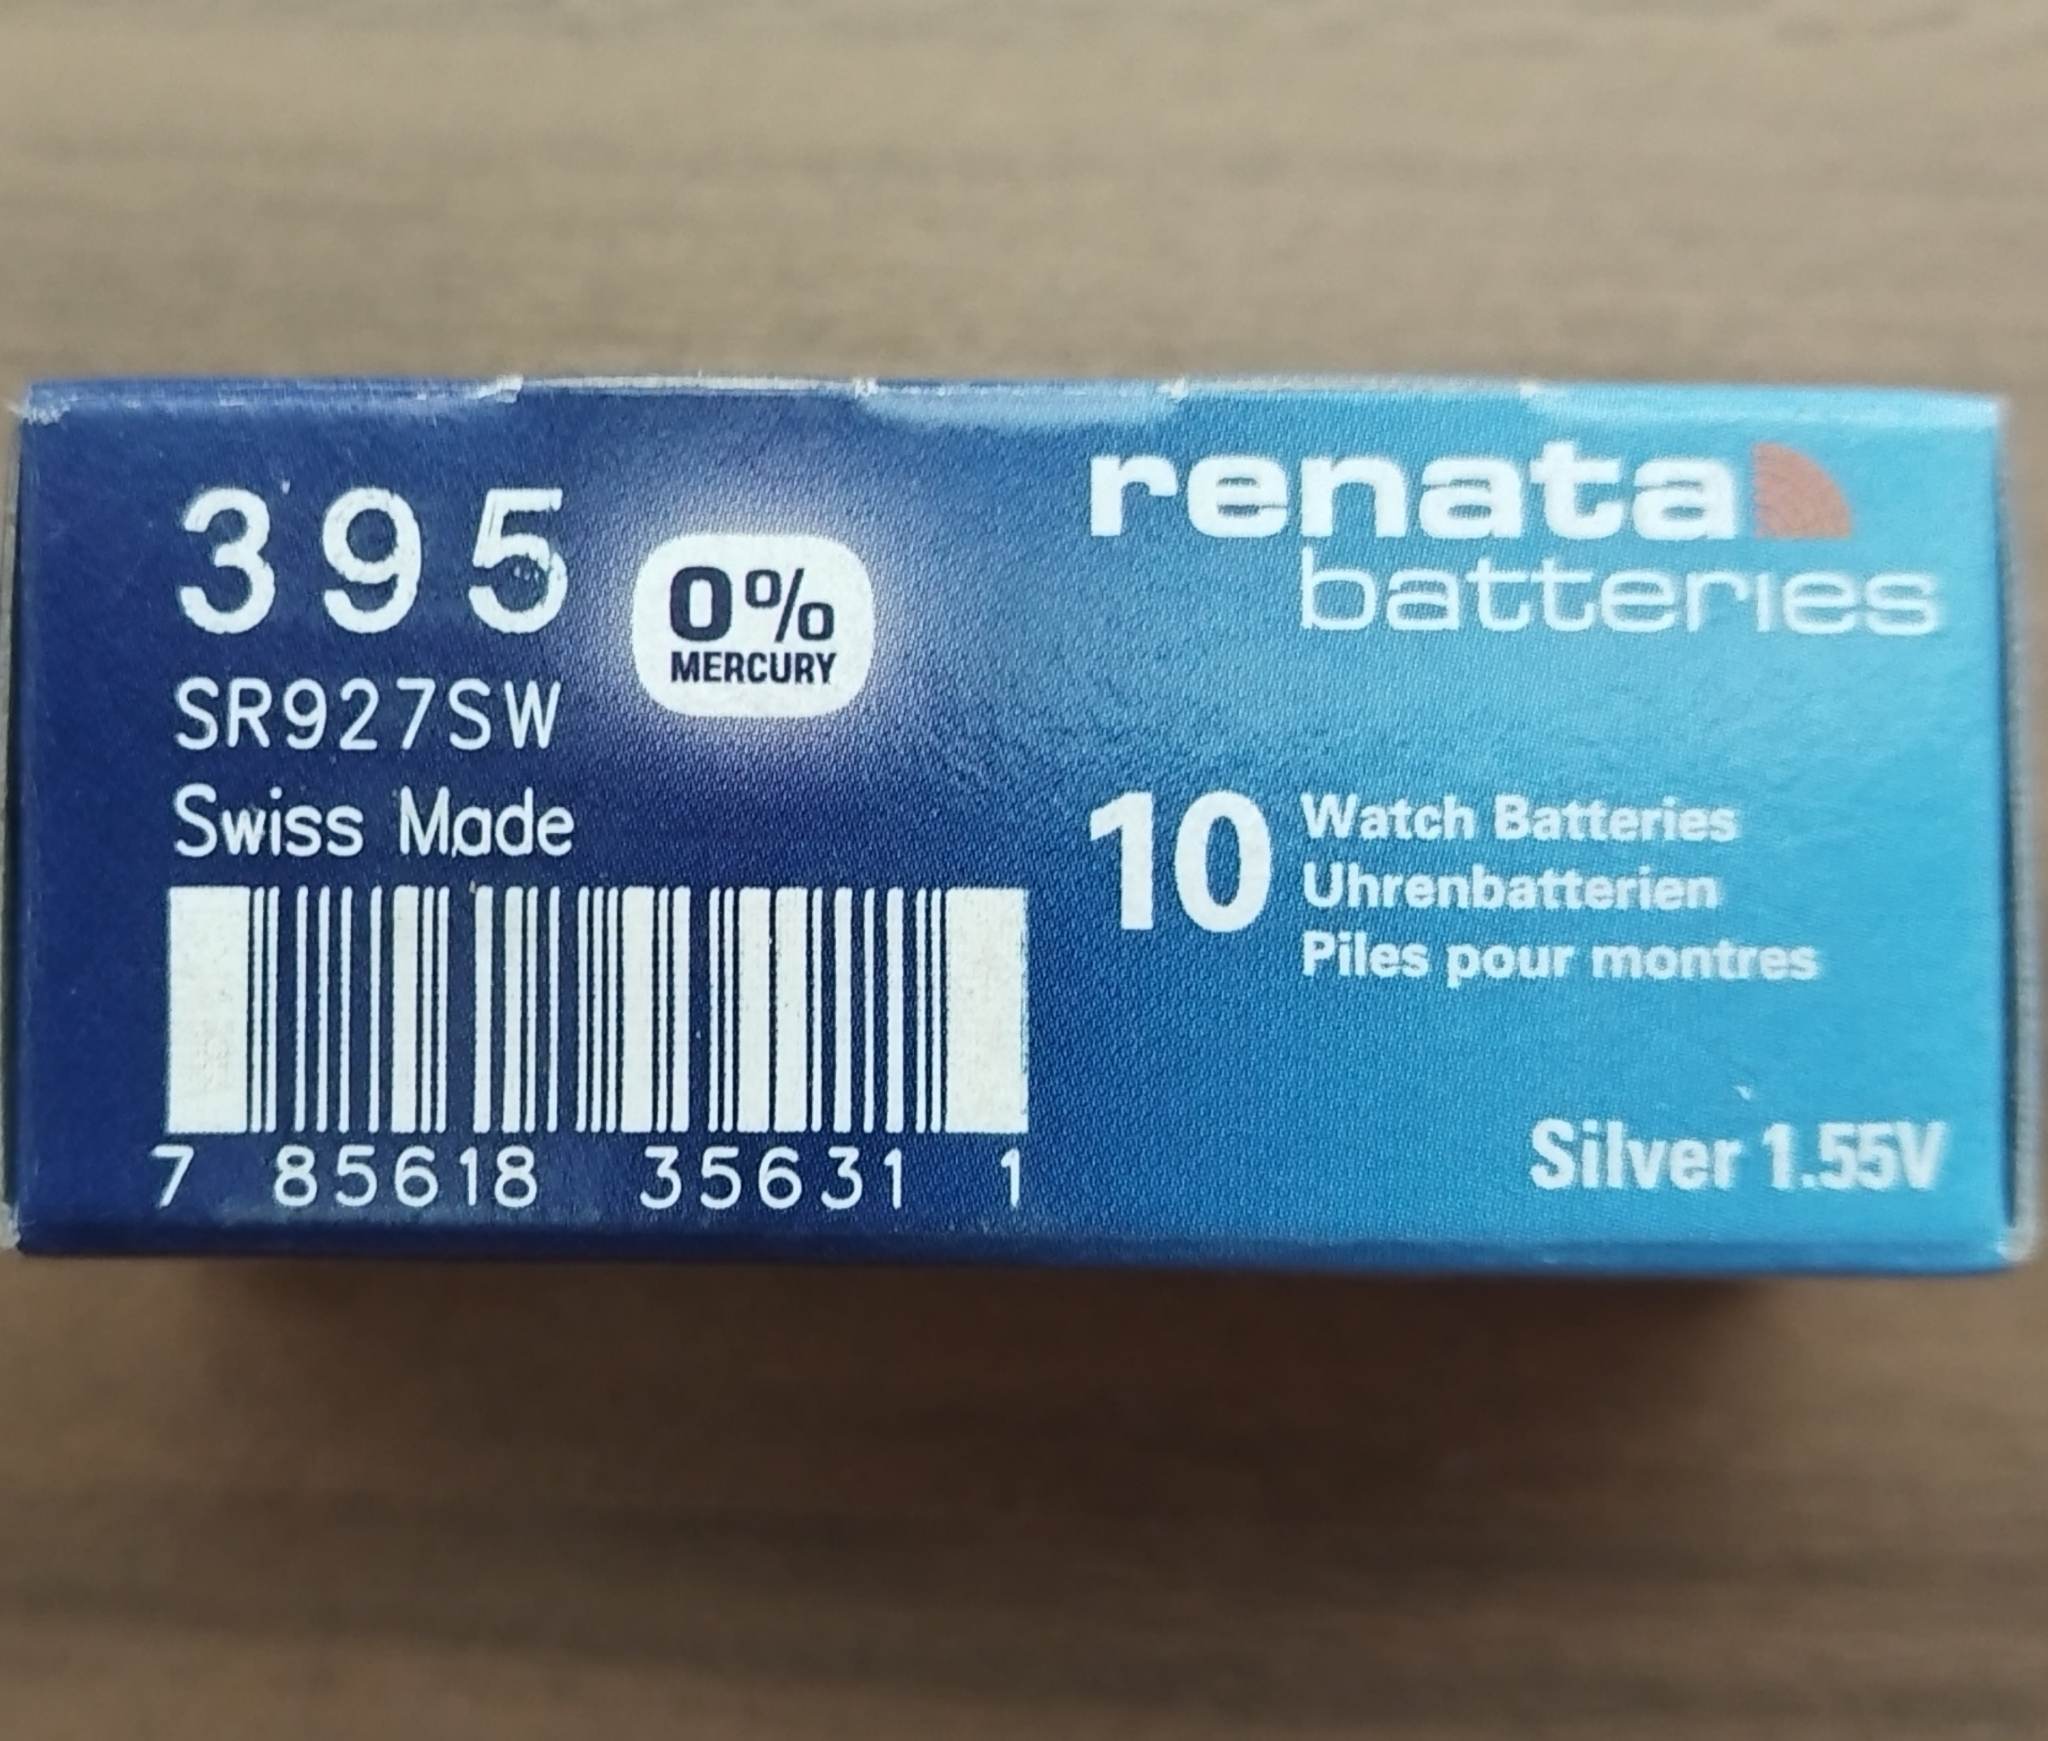 395
0%
MERCURY
SR927SW
Swiss Made
7 85618 35631 1
renata
batteries
10
Watch Batteries
Uhrenbatterien
Piles pour montres
Silver 1.55V